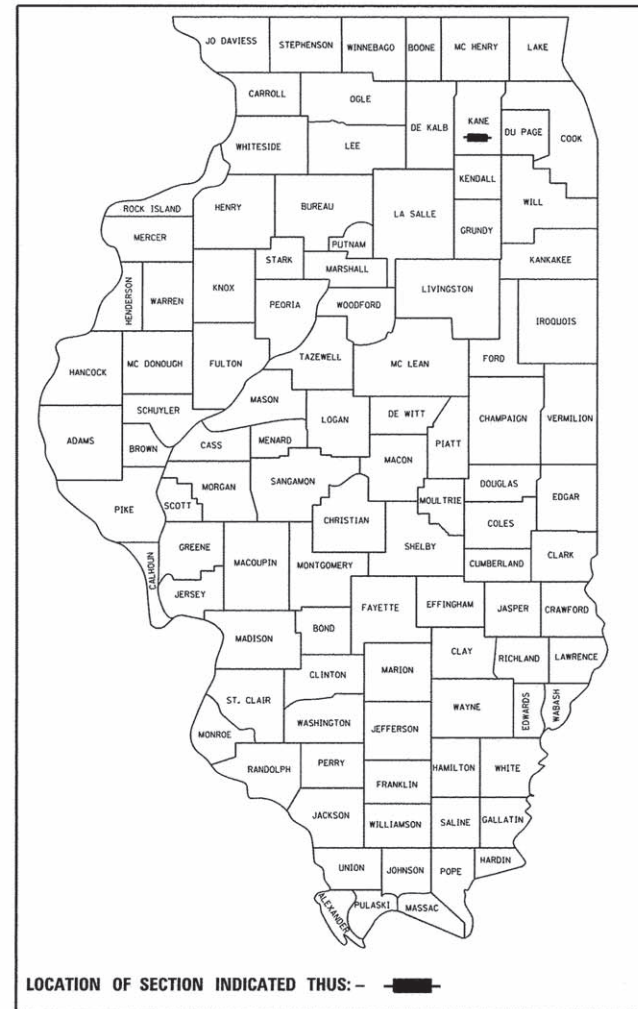 JO DAVIESS
STEPHENSON
WINNEBAGO
BOONE
MC HENRY
LAKE
CARROLL
OGLE
DE KALB
KANE
DU PAGE
COOK
WHITESIDE
LEE
KENDALL
WILL
ROCK ISLAND
HENRY
BUREAU
LA SALLE
GRUNDY
MERCER
PUTNAM
STARK
MARSHALL
KANKAKEE
HENDERSON
WARREN
KNOX
PEORIA
WOODFORD
LIVINGSTON
IROQUOIS
HANCOCK
MC DONOUGH
FULTON
TAZEWELL
MC LEAN
FORD
MASON
SCHUYLER
LOGAN
DE WITT
CHAMPAIGN
VERMILION
ADAMS
BROWN
CASS
MENARD
MACON
PIATT
PIKE
SCOTT
MORGAN
SANGAMON
CHRISTIAN
MOULTRIE
DOUGLAS
EDGAR
COLES
CALHOUN
GREENE
MACOUPIN
MONTGOMERY
SHELBY
CUMBERLAND
CLARK
JERSEY
FAYETTE
EFFINGHAM
JASPER
CRAWFORD
MADISON
BOND
CLAY
RICHLAND
LAWRENCE
CLINTON
MARION
ST. CLAIR
WAYNE
EDWARDS
WABASH
MONROE
WASHINGTON
JEFFERSON
RANDOLPH
PERRY
HAMILTON
WHITE
FRANKLIN
JACKSON
WILLIAMSON
SALINE
GALLATIN
UNION
JOHNSON
POPE
HARDIN
ALEXANDER
PULASKI
MASSAC
LOCATION OF SECTION INDICATED THUS: –